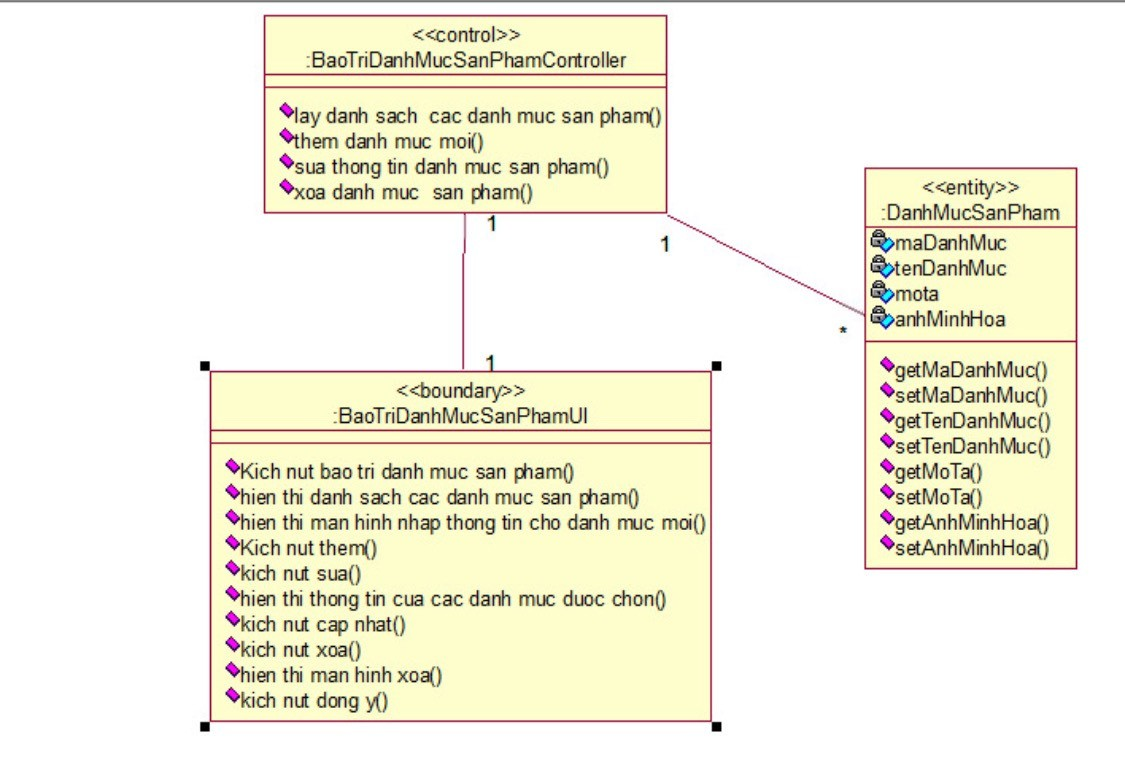 <<control>>
:BaoTriDanhMucSanPhamController
lay danh sach  cac danh muc san pham()
them danh muc moi()
sua thong tin danh muc san pham()
xoa danh muc  san pham()
1
1
*
1
<<entity>>
:DanhMucSanPham
maDanhMuc
tenDanhMuc
mota
anhMinhHoa
getMaDanhMuc()
setMaDanhMuc()
getTenDanhMuc()
setTenDanhMuc()
getMoTa()
setMoTa()
getAnhMinhHoa()
setAnhMinhHoa()
<<boundary>>
:BaoTriDanhMucSanPhamUI
Kich nut bao tri danh muc san pham()
hien thi danh sach cac danh muc san pham()
hien thi man hinh nhap thong tin cho danh muc moi()
Kich nut them()
kich nut sua()
hien thi thong tin cua cac danh muc duoc chon()
kich nut cap nhat()
kich nut xoa()
hien thi man hinh xoa()
kich nut dong y()